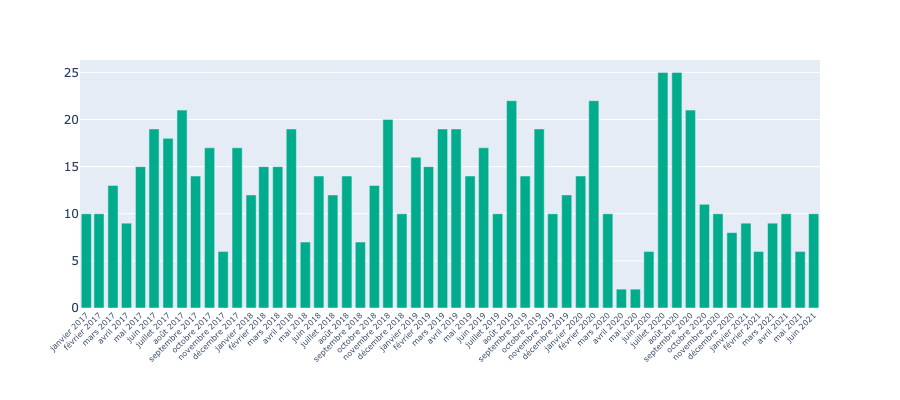 25
20
15
10
5
0
janvier 2017
février 2017
mars 2017
avril 2017
mai 2017
juin 2017
juillet 2017
août 2017
septembre 2017
octobre 2017
novembre 2017
décembre 2017
janvier 2018
février 2018
mars 2018
avril 2018
mai 2018
juin 2018
juillet 2018
août 2018
septembre 2018
octobre 2018
novembre 2018
décembre 2018
janvier 2019
février 2019
mars 2019
avril 2019
mai 2019
juin 2019
juillet 2019
août 2019
septembre 2019
octobre 2019
novembre 2019
décembre 2019
janvier 2020
février 2020
mars 2020
avril 2020
mai 2020
juin 2020
juillet 2020
août 2020
septembre 2020
octobre 2020
novembre 2020
décembre 2020
janvier 2021
février 2021
mars 2021
avril 2021
mai 2021
juin 2021